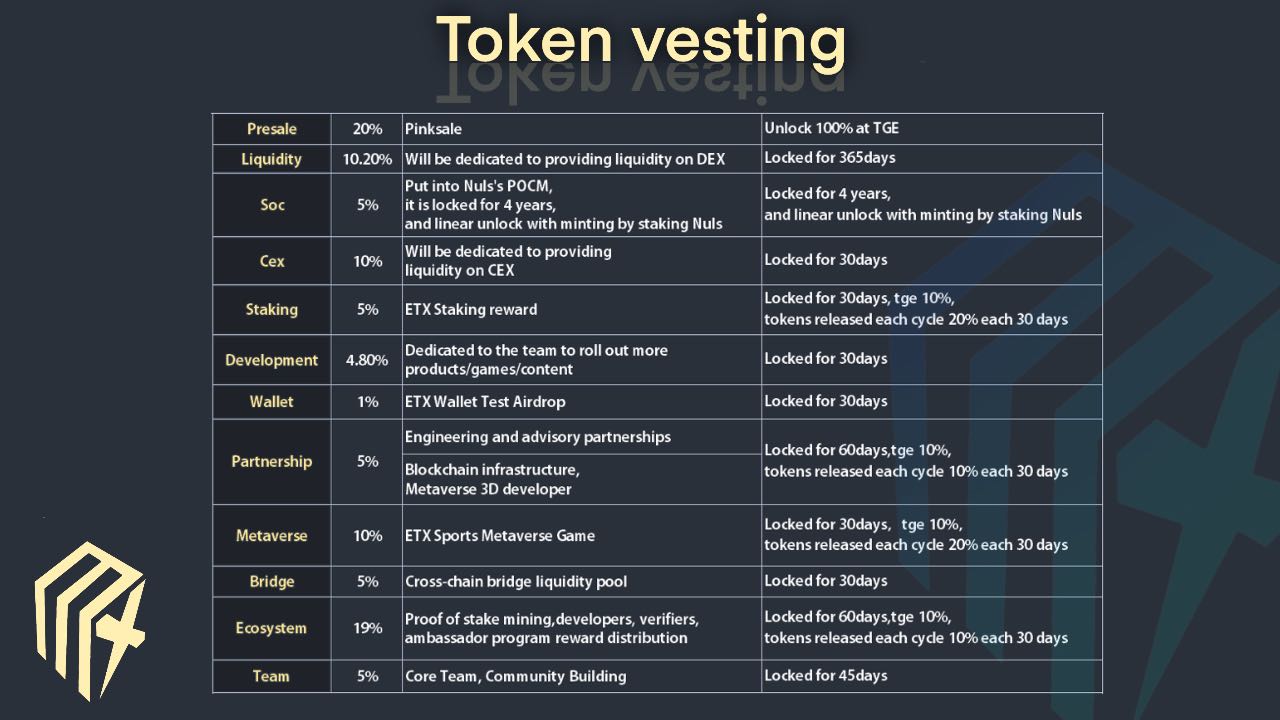 Token vesting
Presale 20% Pinksale Unlock 100% at TGE
Liquidity 10.20% Will be dedicated to providing liquidity on DEX Locked for 365days
Soc 5% Put into Nuls's POCM,
it is locked for 4 years,
and linear unlock with minting by staking Nuls
Locked for 4 years,
and linear unlock with minting by staking Nuls
Cex 10% Will be dedicated to providing
liquidity on CEX
Locked for 30days
Staking 5% ETX Staking reward
Locked for 30days, tge 10%,
tokens released each cycle 20% each 30 days
Development 4.80% Dedicated to the team to roll out more
products/games/content
Locked for 30days
Wallet 1% ETX Wallet Test Airdrop Locked for 30days
Partnership 5% Engineering and advisory partnerships
Blockchain infrastructure,
Metaverse 3D developer
Locked for 60days,tge 10%,
tokens released each cycle 10% each 30 days
Metaverse 10% ETX Sports Metaverse Game
Locked for 30days, tge 10%,
tokens released each cycle 20% each 30 days
Bridge 5% Cross-chain bridge liquidity pool Locked for 30days
Ecosystem 19% Proof of stake mining,developers, verifiers,
ambassador program reward distribution
Locked for 60days,tge 10%,
tokens released each cycle 10% each 30 days
Team 5% Core Team, Community Building Locked for 45days